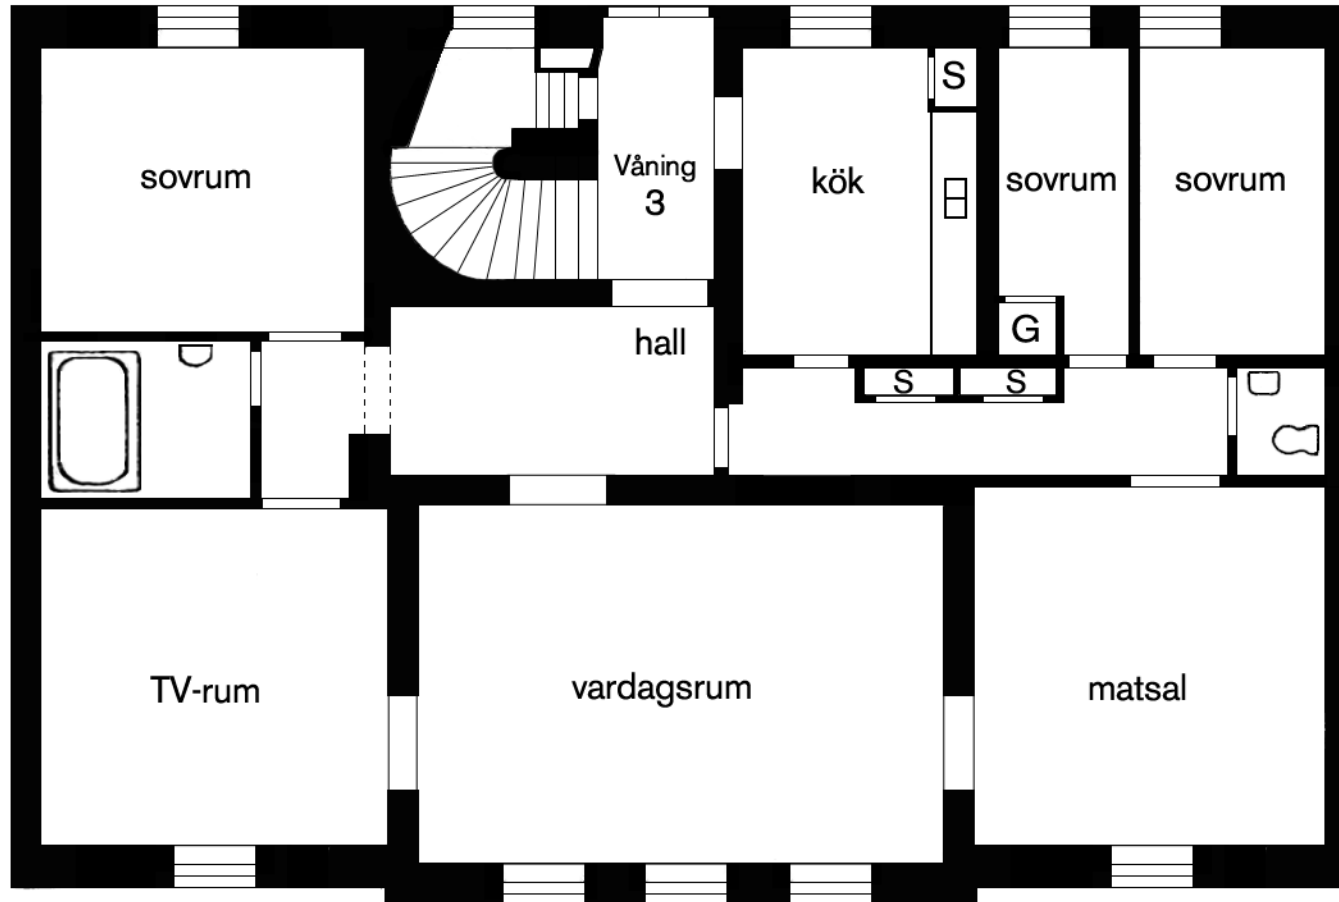 S
sovrum
Våning
3
kök
sovrum
sovrum
G
hall
S
S
TV-rum
vardagsrum
matsal